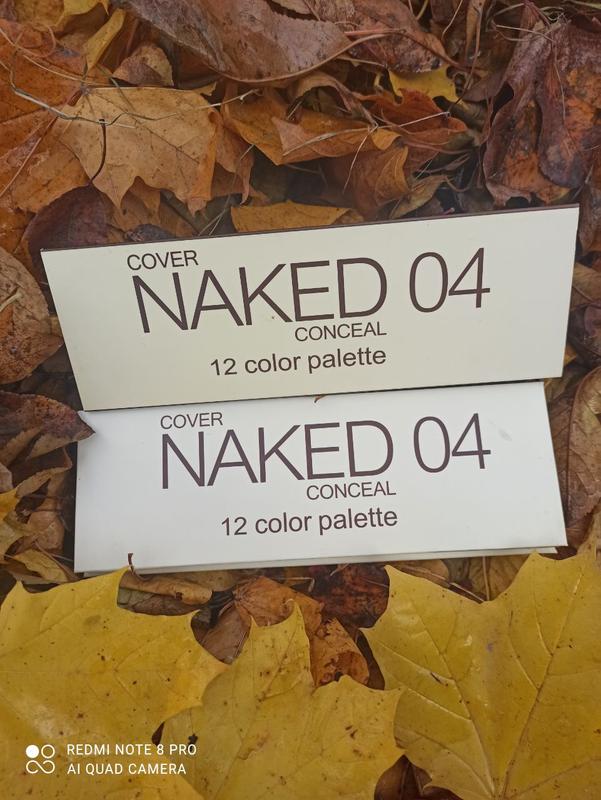 COVER
NAKED 04
CONCEAL
12 color palette
COVER
NAKED 04
CONCEAL
12 color palette
REDMI NOTE 8 PRO
AI QUAD CAMERA